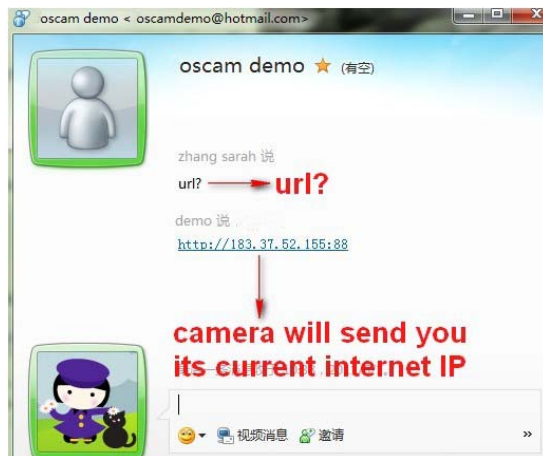 oscam demo < oscamdemo@hotmail.com>
oscam demo (有空)
zhang sarah 说
url? url?
demo 说
http://183.37.52.155:88
camera will send you
its current internet IP
视频消息 邀请 »